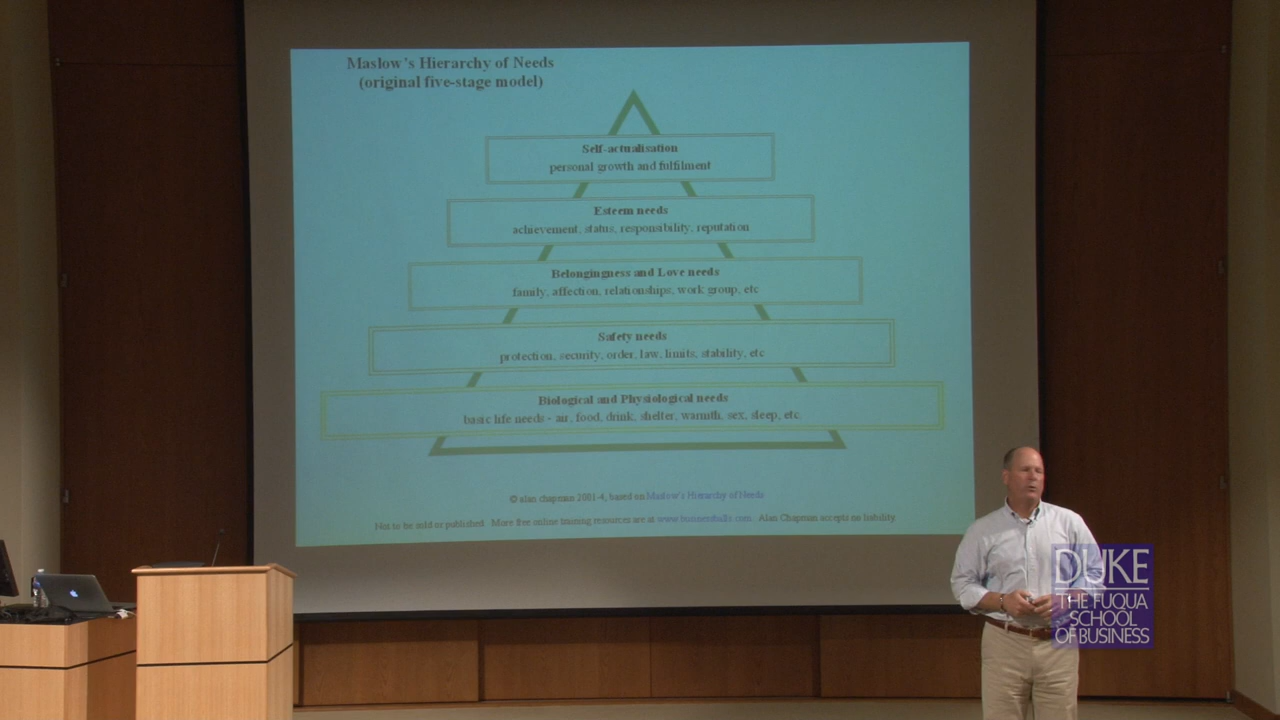 Maslow's Hierarchy of Needs
(original five-stage model)
Self-actualisation
personal growth and fulfilment
Esteem needs
achievement, status, responsibility, reputation
Belongingness and Love needs
family, affection, relationships, work group, etc
Safety needs
protection, security, order, law, limits, stability, etc
Biological and Physiological needs
basic life needs - air, food, drink, shelter, warmth, sex, sleep, etc.
© alan chapman 2001-4, based on Maslow's Hierarchy of Needs
Not to be sold or published. More free online training resources are at www.businessballs.com. Alan Chapman accepts no liability.
DUKE
THE FUQUA
SCHOOL
OF BUSINESS